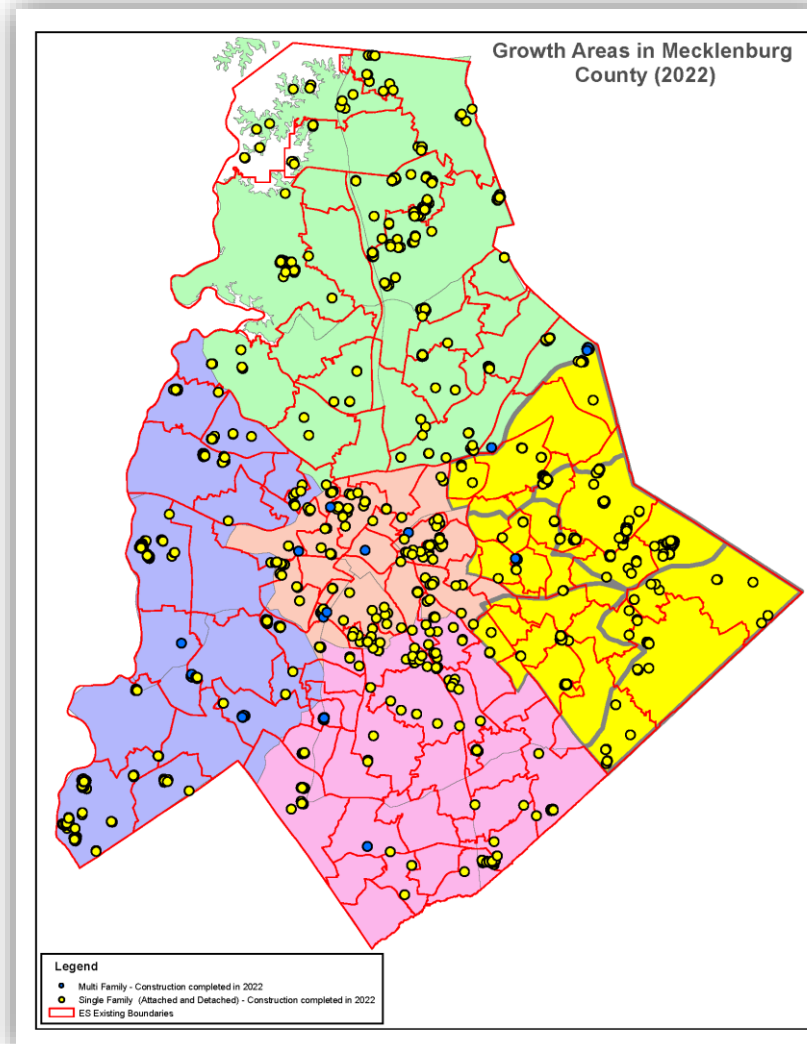 Growth Areas in Mecklenburg
County (2022)
Legend
Multi Family - Construction completed in 2022
Single Family (Attached and Detached) - Construction completed in 2022
ES Existing Boundaries